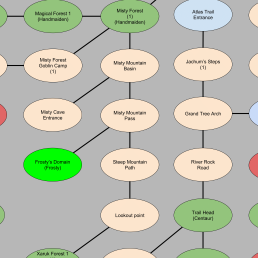 Magical Forest 1
(Handmaiden)
Misty Forest
(1)
(Handmaiden)
Atlas Trail
Entrance
Misty Forest
Goblin Camp
(1)
Misty Mountain
Basin
Jochum's Steps
(1)
Misty Cave
Entrance
Misty Mountain
Pass
Grand Tree Arch
Frosty's Domain
(Frosty)
Steep Mountain
Path
River Rock
Road
Lookout point
Trail Head
(Centaur)
Xaruk Forest 1